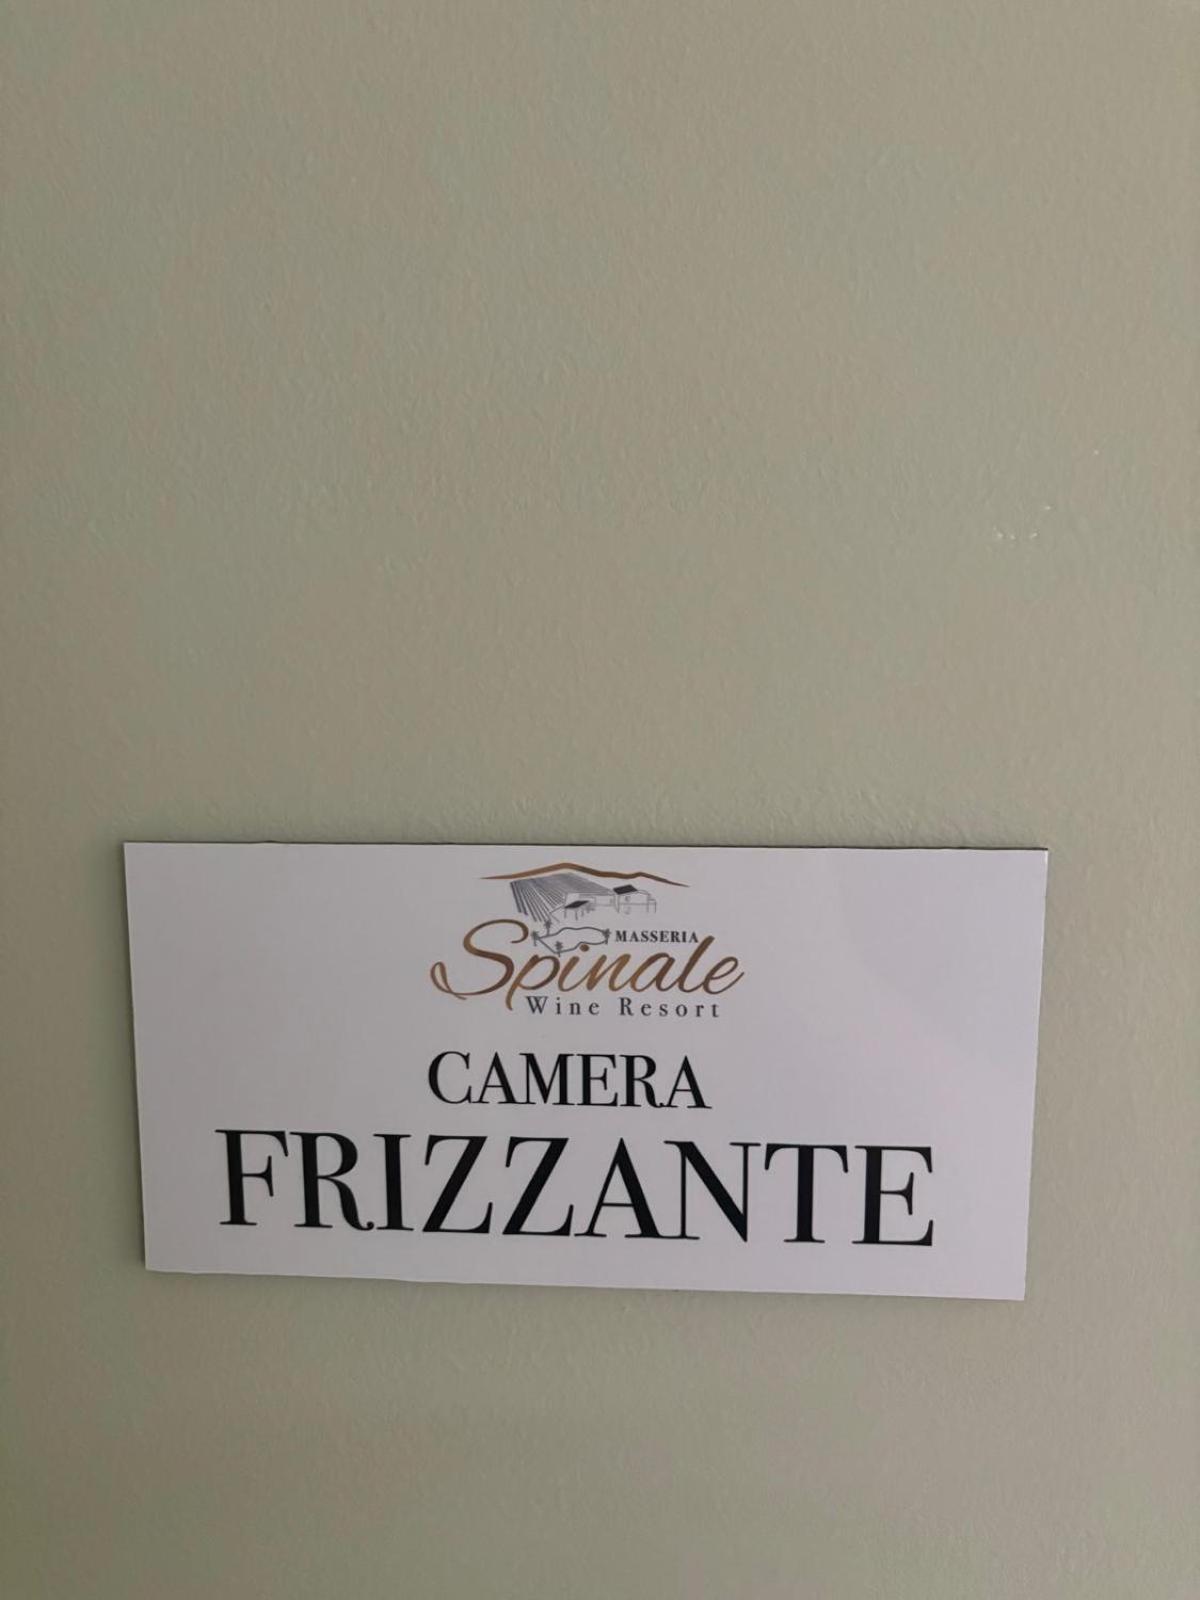 MASSERIA
Spinale
Wine Resort
CAMERA
FRIZZANTE